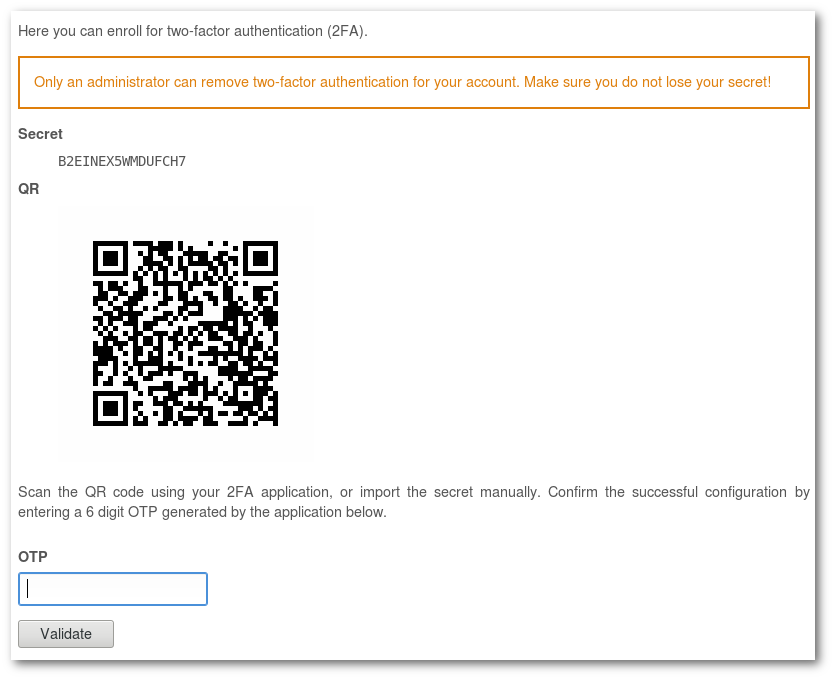 Here you can enroll for two-factor authentication (2FA).
Only an administrator can remove two-factor authentication for your account. Make sure you do not lose your secret!
Secret
B2EINEX5WMDUFCH7
QR
Scan the QR code using your 2FA application, or import the secret manually. Confirm the successful configuration by
entering a 6 digit OTP generated by the application below.
OTP
Validate